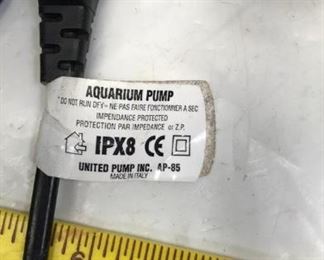 AQUARIUM PUMP
"DO NOT RUN DRY - NE PAS FAIRE FONCTIONNER A SEC
IMPENDANCE PROTECTED
PROTECTION PAR IMPEDANCE or Z.P.
IPX8 CE
UNITED PUMP INC. AP-85
MADE IN ITALY